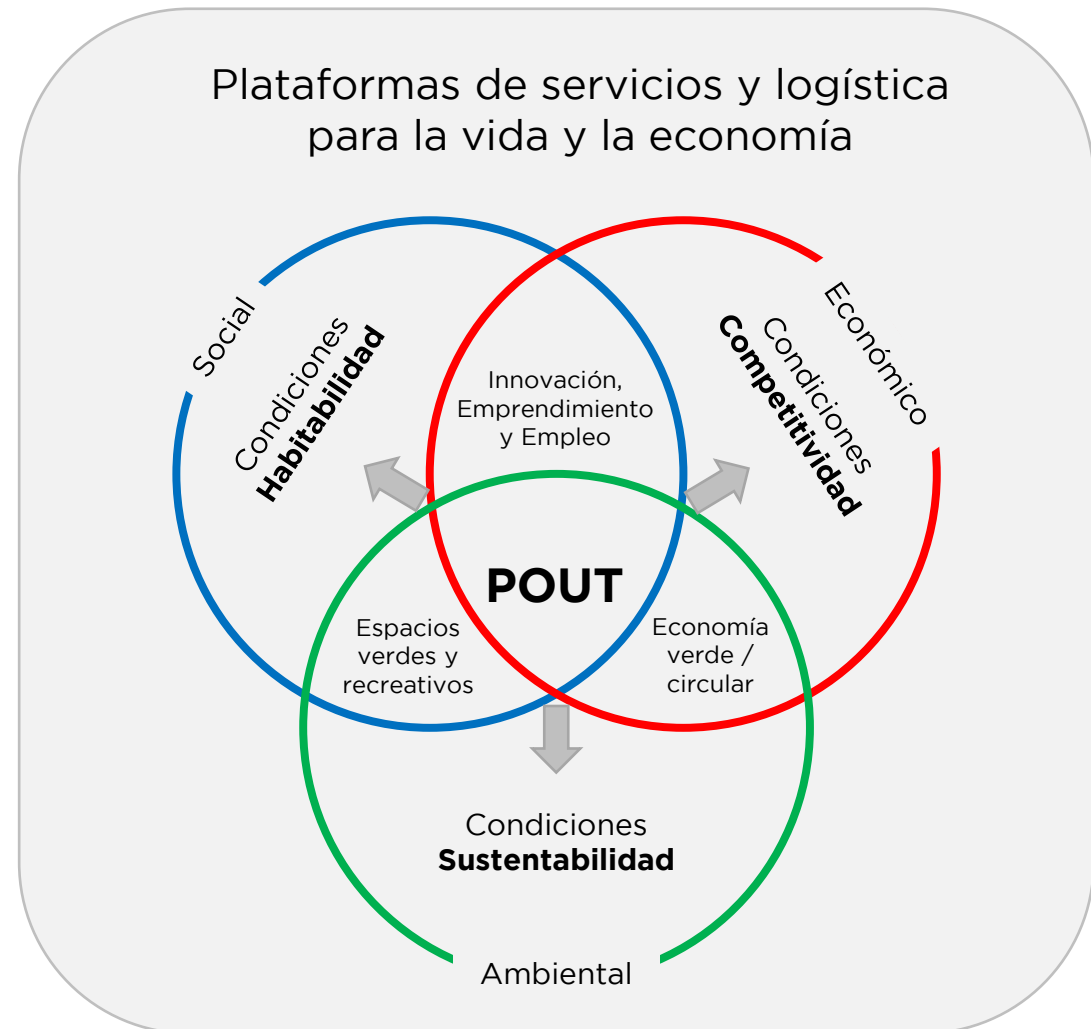 Plataformas de servicios y logística
para la vida y la economía
Social
Condiciones
Habitabilidad
Económico
Condiciones
Competitividad
Innovación,
Emprendimiento
y Empleo
POUT
Espacios
verdes y
recreativos
Economía
verde /
circular
Condiciones
Sustentabilidad
Ambiental